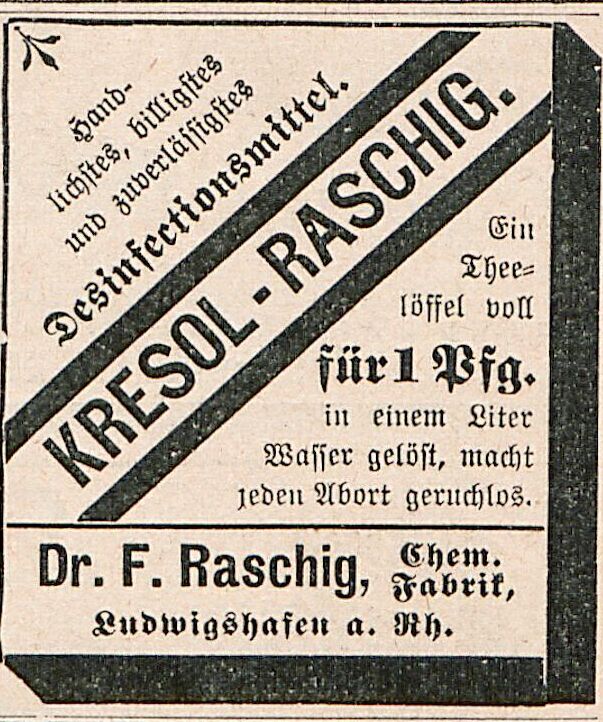 Hand-
lichstes, billigstes
und zuverlässigstes
Desinfectionsmittel.
KRESOL-RASCHIG.
Ein
Thee-
löffel voll
für 1 Pfg.
in einem Liter
Wasser gelöst, macht
jeden Abort geruchlos.
Dr. F. Raschig, Chem.
Fabrik,
Ludwigshafen a. Rh.